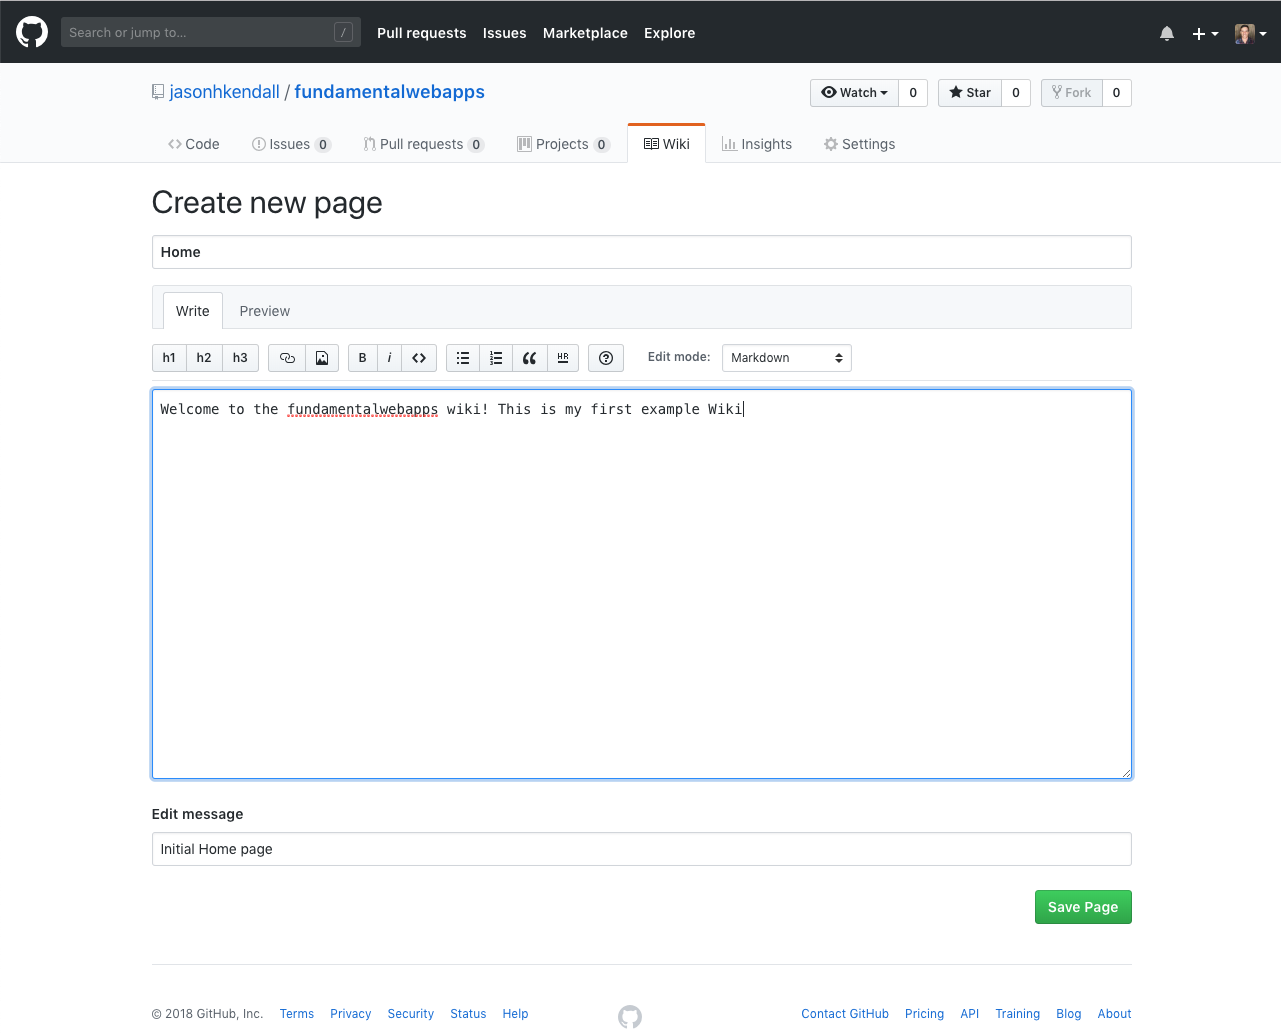 Search or jump to... / Pull requests Issues Marketplace Explore
jasonhkendall / fundamentalwebapps Watch 0 Star 0 Fork 0
Code Issues 0 Pull requests 0 Projects 0 Wiki Insights Settings
Create new page
Home
Write Preview
h1 h2 h3 B i <> HR Edit mode: Markdown
Welcome to the fundamentalwebapps wiki! This is my first example Wiki
Edit message
Initial Home page
Save Page
© 2018 GitHub, Inc. Terms Privacy Security Status Help Contact GitHub Pricing API Training Blog About